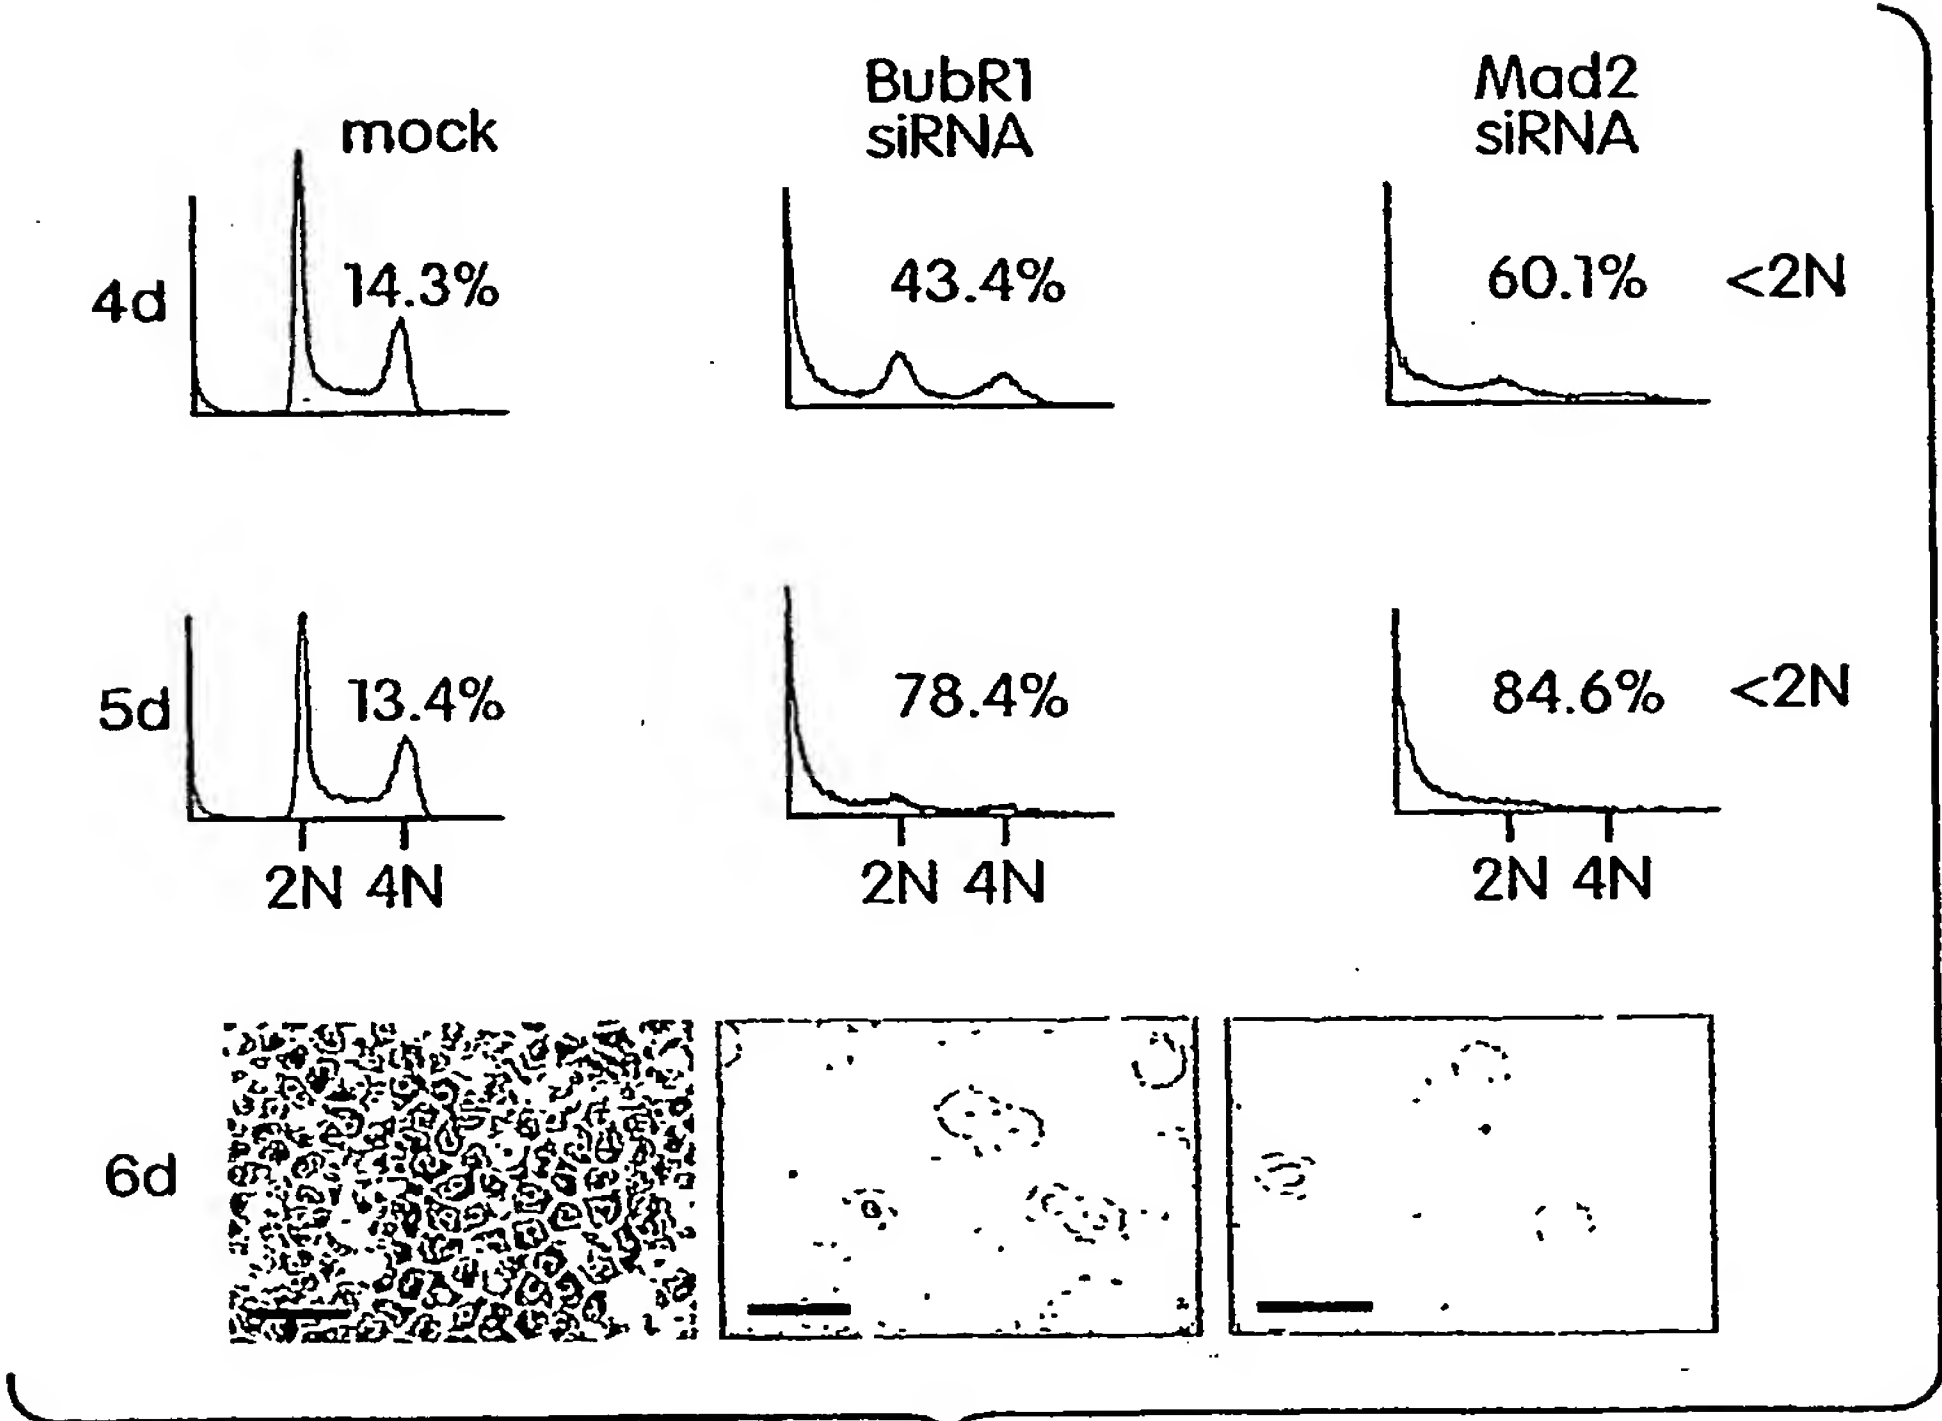 mock
BubR1
siRNA
Mad2
siRNA
4d
14.3%
43.4%
60.1%
<2N
5d
13.4%
78.4%
84.6%
<2N
2N 4N
2N 4N
2N 4N
6d